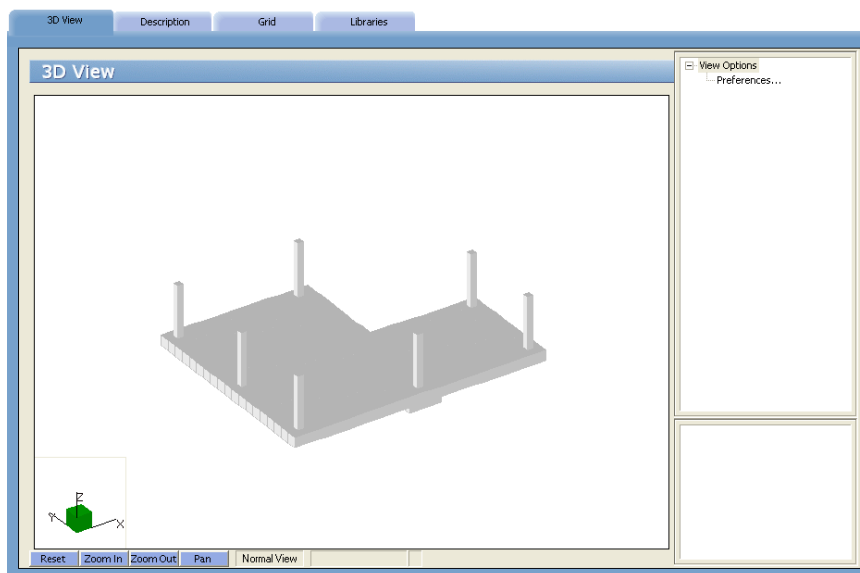 3D View
Description
Grid
Libraries
3D View
View Options
Preferences...
Z
Y
X
Reset
Zoom In
Zoom Out
Pan
Normal View